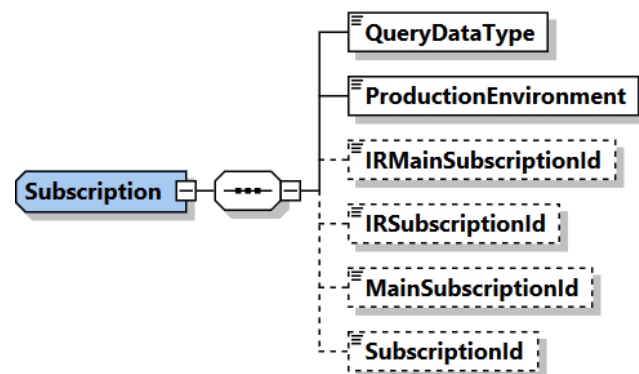 QueryDataType
ProductionEnvironment
IRMainSubscriptionId
Subscription
IRSubscriptionId
MainSubscriptionId
SubscriptionId